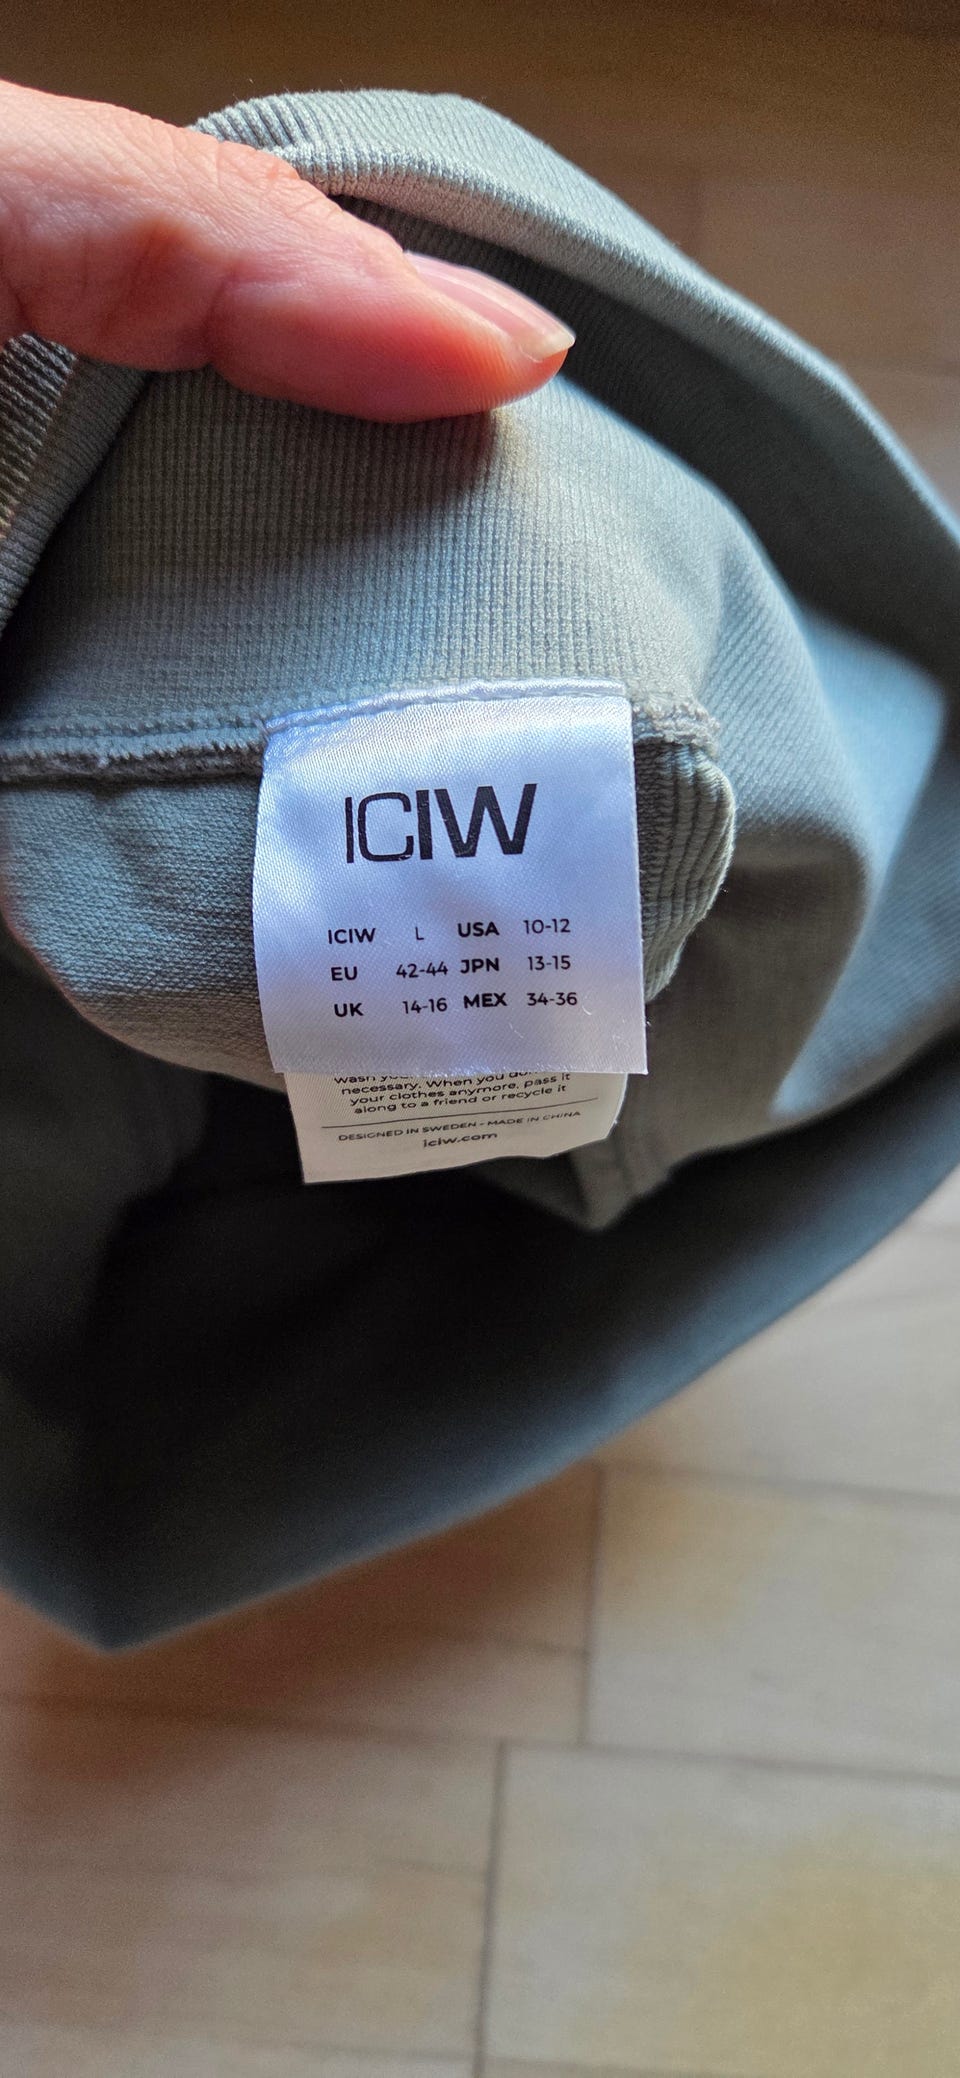 ICIW
ICIW L USA 10-12
EU 42-44 JPN 13-15
UK 14-16 MEX 34-36
wash
necessary. When you
your clothes anymore, pass it
along to a friend or recycle it
DESIGNED IN SWEDEN - MADE IN CHINA
iciw.com